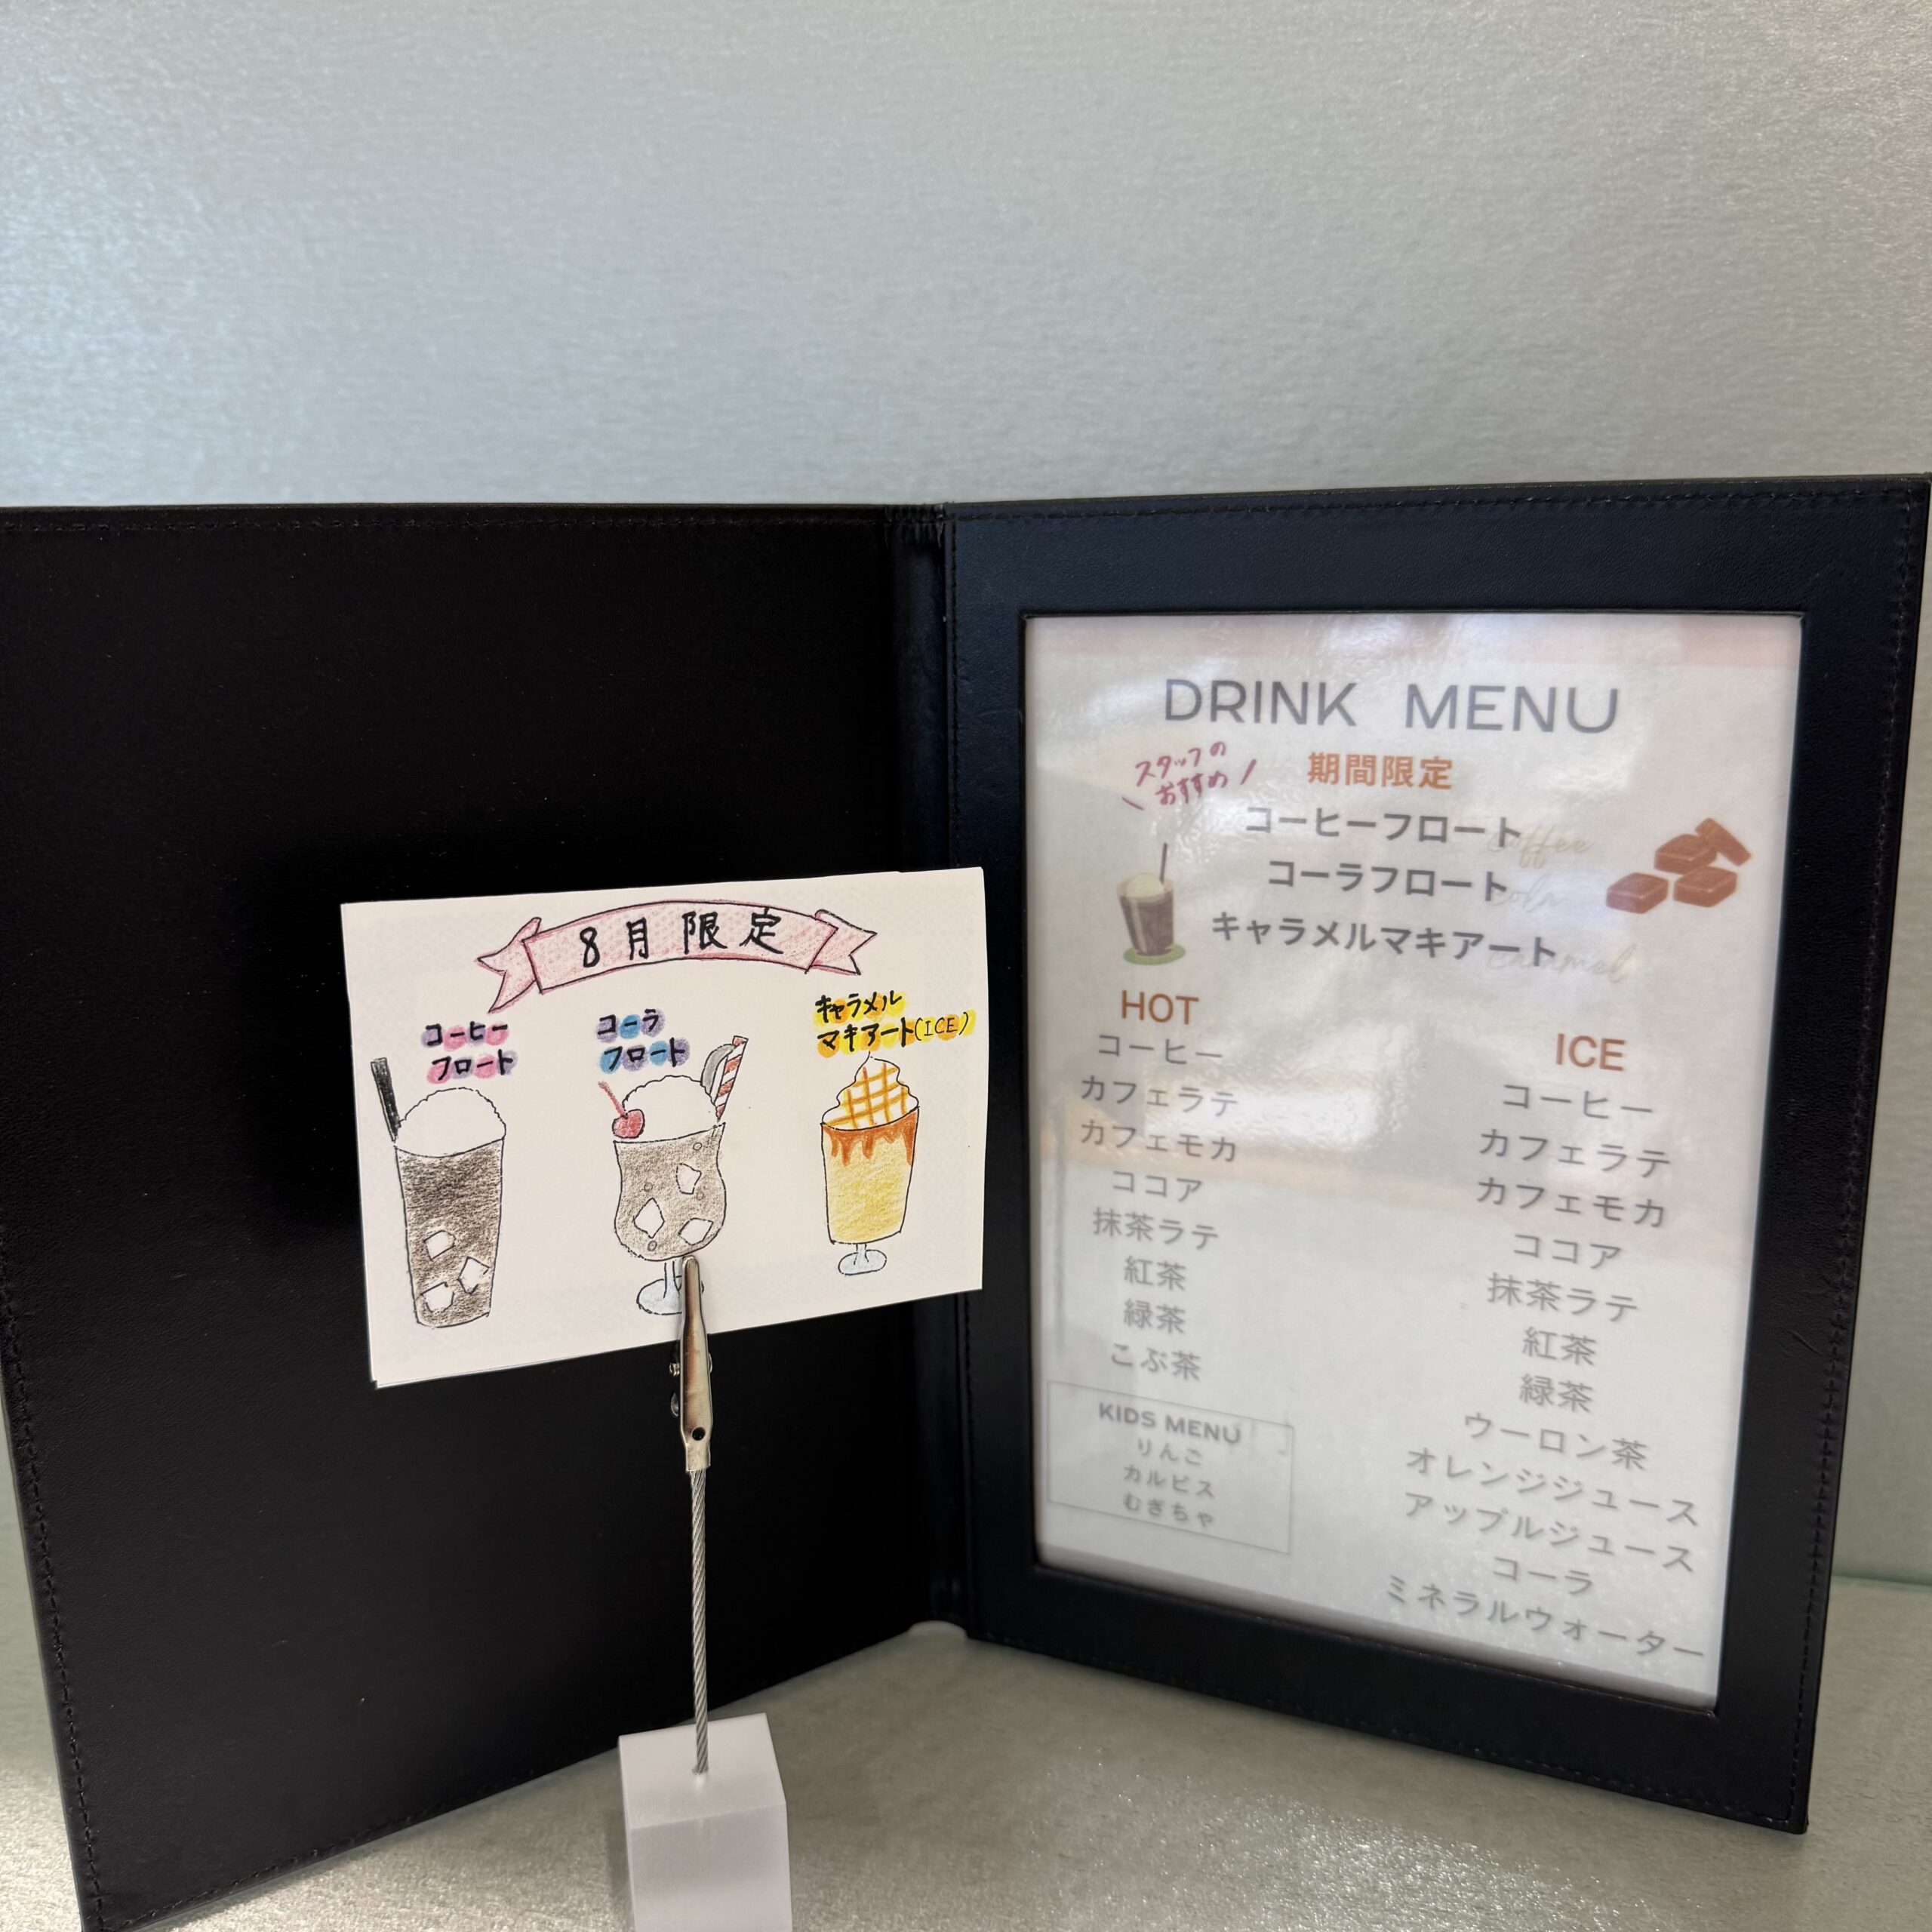 8月限定
コーヒー
フロート
コーラ
フロート
キャラメル
マキアート(ICE)
DRINK MENU
スタッフの
おすすめ
期間限定
コーヒーフロート
coffee
コーラフロート
cola
キャラメルマキアート
caramel
HOT
コーヒー
カフェラテ
カフェモカ
ココア
抹茶ラテ
紅茶
緑茶
こぶ茶
KIDS MENU
りんご
カルピス
むぎちゃ
ICE
コーヒー
カフェラテ
カフェモカ
ココア
抹茶ラテ
紅茶
緑茶
ウーロン茶
オレンジジュース
アップルジュース
コーラ
ミネラルウォーター